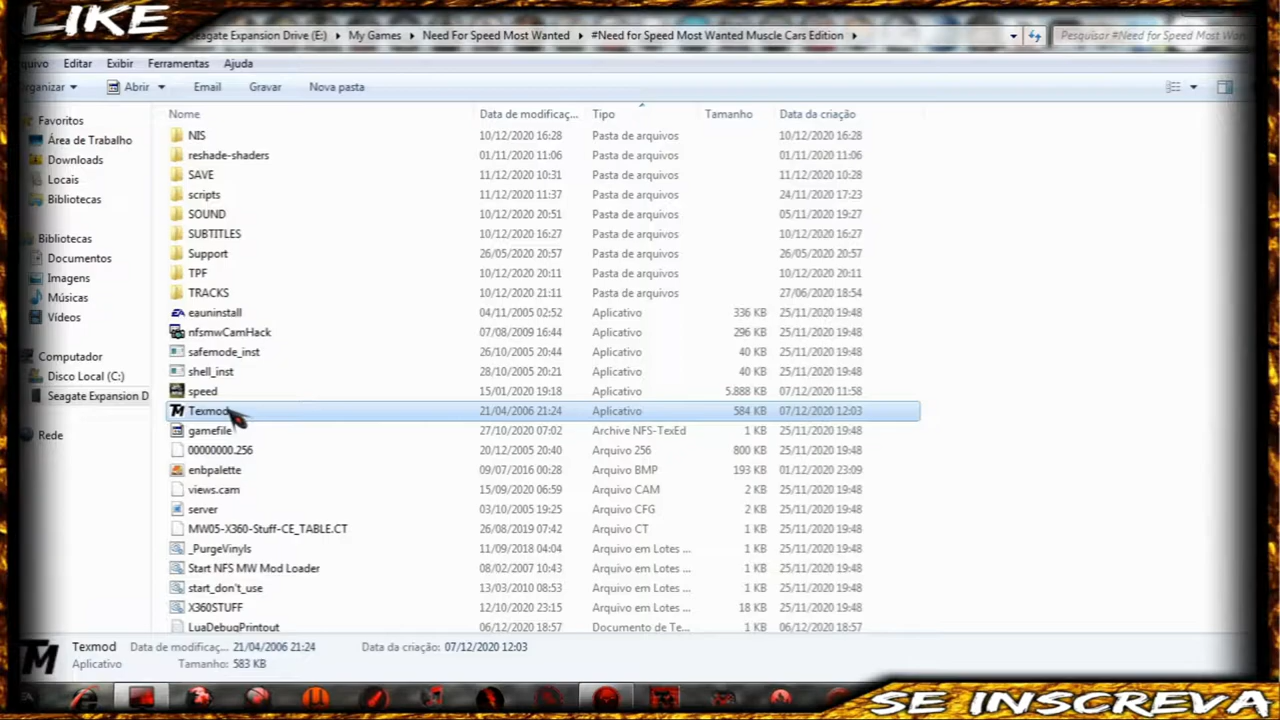 LIKE
Seagate Expansion Drive (E:) ▸ My Games ▸ Need For Speed Most Wanted ▸ #Need for Speed Most Wanted Muscle Cars Edition ▸ Pesquisar #Need for Speed Most Wan
Editar Exibir Ferramentas Ajuda
Abrir Email Gravar Nova pasta
Favoritos
Área de Trabalho
Downloads
Locais
Bibliotecas
Bibliotecas
Documentos
Imagens
Músicas
Vídeos
Computador
Disco Local (C:)
Seagate Expansion D
Rede
Nome Data de modificaç... Tipo Tamanho Data da criação
NIS 10/12/2020 16:28 Pasta de arquivos 10/12/2020 16:28
reshade-shaders 01/11/2020 11:06 Pasta de arquivos 01/11/2020 11:06
SAVE 11/12/2020 10:31 Pasta de arquivos 11/12/2020 10:28
scripts 11/12/2020 11:37 Pasta de arquivos 24/11/2020 17:23
SOUND 10/12/2020 20:51 Pasta de arquivos 05/11/2020 19:27
SUBTITLES 10/12/2020 16:27 Pasta de arquivos 10/12/2020 16:27
Support 26/05/2020 20:57 Pasta de arquivos 26/05/2020 20:57
TPF 10/12/2020 20:11 Pasta de arquivos 10/12/2020 20:11
TRACKS 10/12/2020 21:11 Pasta de arquivos 27/06/2020 18:54
eauninstall 04/11/2005 02:52 Aplicativo 336 KB 25/11/2020 19:48
nfsmwCamHack 07/08/2009 16:44 Aplicativo 296 KB 25/11/2020 19:48
safemode_inst 26/10/2005 20:44 Aplicativo 40 KB 25/11/2020 19:48
shell_inst 28/10/2005 20:21 Aplicativo 40 KB 25/11/2020 19:48
speed 15/01/2020 19:18 Aplicativo 5.888 KB 07/12/2020 11:58
Texmod 21/04/2006 21:24 Aplicativo 584 KB 07/12/2020 12:03
gamefile 27/10/2020 07:02 Archive NFS-TexEd 1 KB 25/11/2020 19:48
00000000.256 20/12/2005 20:40 Arquivo 256 800 KB 25/11/2020 19:48
enbpalette 09/07/2016 00:28 Arquivo BMP 193 KB 01/12/2020 23:09
views.cam 15/09/2020 06:59 Arquivo CAM 2 KB 25/11/2020 19:48
server 03/10/2005 19:25 Arquivo CFG 2 KB 25/11/2020 19:48
MW05-X360-Stuff-CE_TABLE.CT 26/08/2019 07:42 Arquivo CT 1 KB 25/11/2020 19:48
_PurgeVinyls 11/09/2018 04:04 Arquivo em Lotes ... 1 KB 25/11/2020 19:48
Start NFS MW Mod Loader 08/02/2007 10:43 Arquivo em Lotes ... 1 KB 25/11/2020 19:48
start_don't_use 13/03/2010 08:53 Arquivo em Lotes ... 1 KB 25/11/2020 19:48
X360STUFF 12/10/2020 23:15 Arquivo em Lotes ... 18 KB 25/11/2020 19:48
LuaDebugPrintout 06/12/2020 18:57 Documento de Te... 1 KB 06/12/2020 18:57
Texmod Data de modificaç... 21/04/2006 21:24 Data da criação: 07/12/2020 12:03
Aplicativo Tamanho: 583 KB
SE INSCREVA